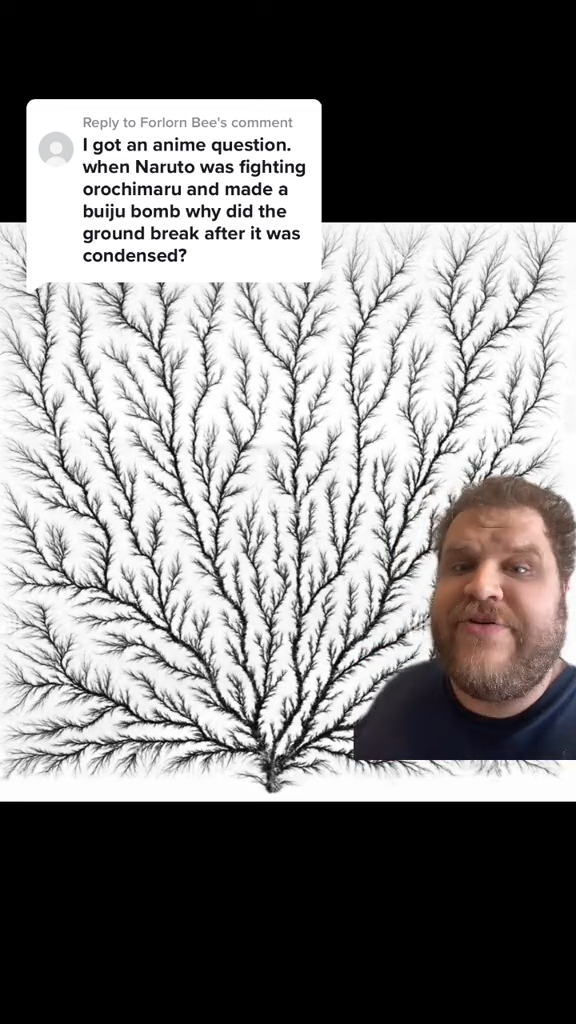 Reply to Forlorn Bee's comment
I got an anime question.
when Naruto was fighting
orochimaru and made a
buiju bomb why did the
ground break after it was
condensed?